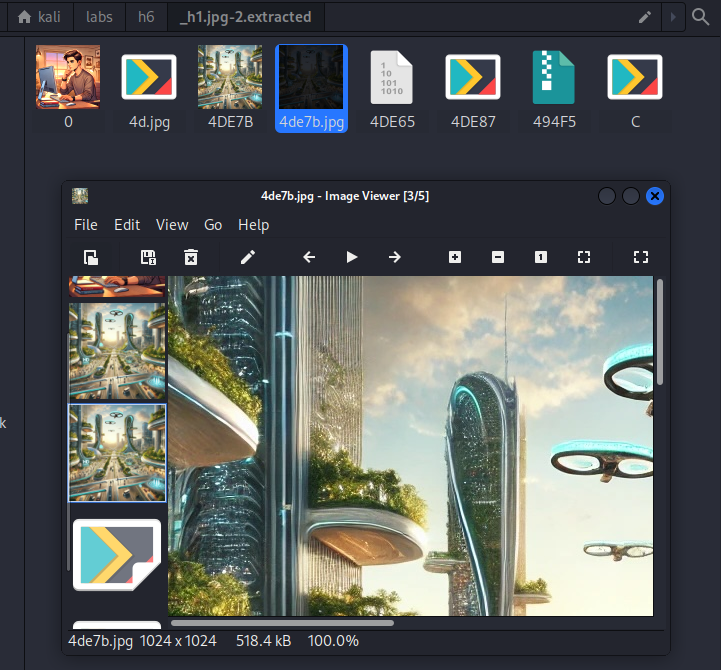 kali labs h6 _h1.jpg-2.extracted
0 4d.jpg 4DE7B 4de7b.jpg 4DE65 4DE87 494F5 C
1
10
101
1010
4de7b.jpg - Image Viewer [3/5]
File Edit View Go Help
1
k
4de7b.jpg 1024 x 1024 518.4 kB 100.0%